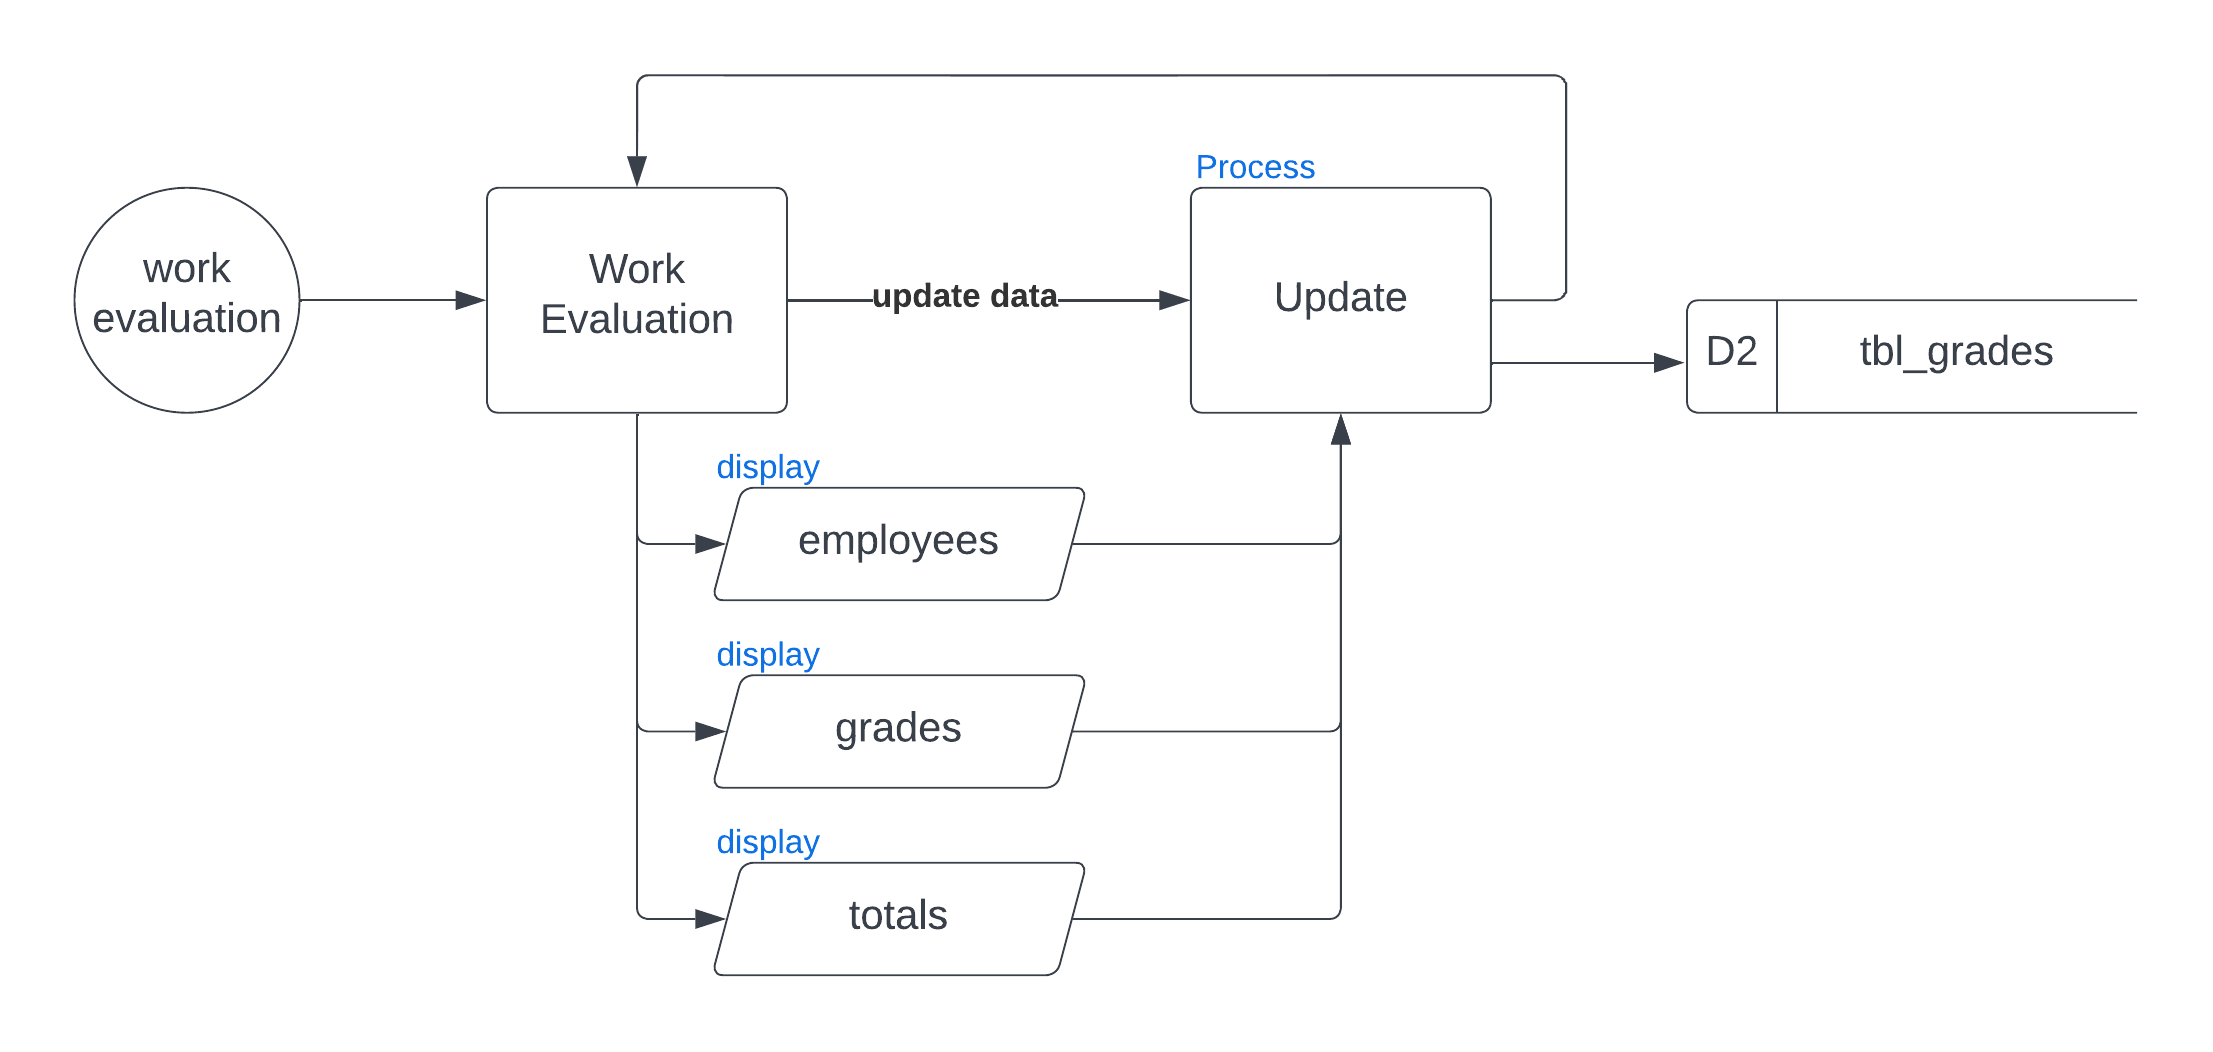 work
evaluation
Work
Evaluation
update data
Process
Update
D2
tbl_grades
display
employees
display
grades
display
totals